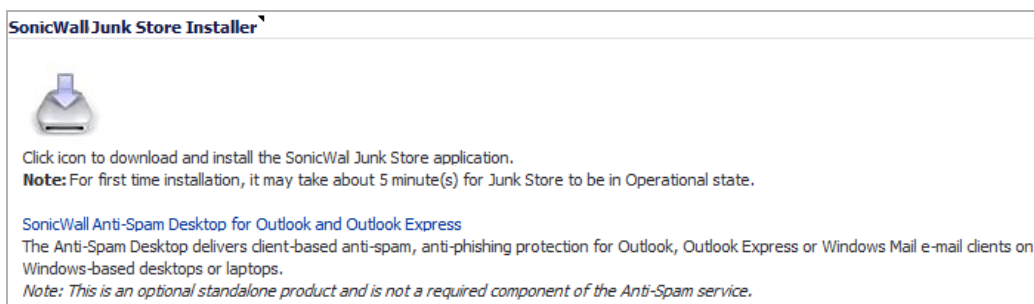 SonicWall Junk Store Installer
Click icon to download and install the SonicWal Junk Store application.
Note: For first time installation, it may take about 5 minute(s) for Junk Store to be in Operational state.
SonicWall Anti-Spam Desktop for Outlook and Outlook Express
The Anti-Spam Desktop delivers client-based anti-spam, anti-phishing protection for Outlook, Outlook Express or Windows Mail e-mail clients on
Windows-based desktops or laptops.
Note: This is an optional standalone product and is not a required component of the Anti-Spam service.